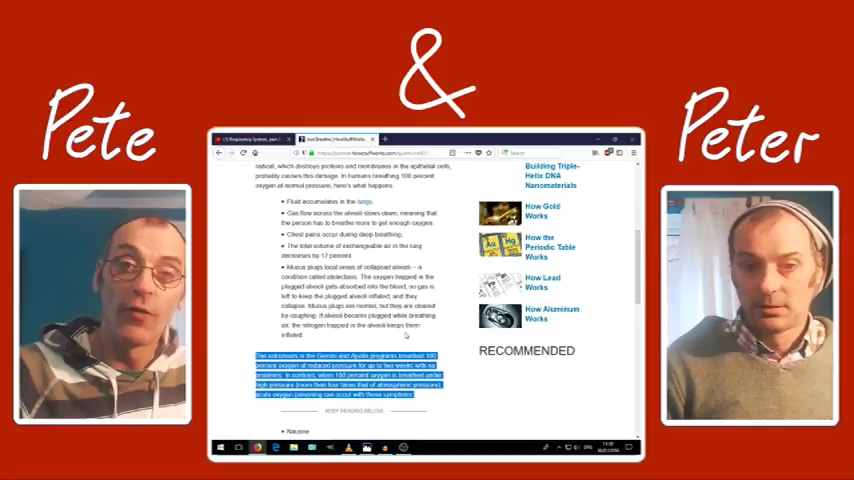 &
Pete
Peter
radical, which destroys proteins and membranes in the epithelial cells,
probably causes this damage. In humans breathing 100 percent
oxygen at normal pressure, here's what happens:
Fluid accumulates in the lungs.
Gas flow across the alveoli slows down, meaning that
the person has to breathe more to get enough oxygen.
Chest pains occur during deep breathing.
The total volume of exchangeable air in the lung
decreases by 17 percent
Mucus plugs local areas of collapsed alveoli -- a
condition called atelectasis. The oxygen trapped in the
plugged alveoli gets absorbed into the blood, no gas is
left to keep the plugged alveoli inflated, and they
collapse. Mucus plugs are normal, but they are cleared
by coughing. If alveoli become plugged while breathing
air, the nitrogen trapped in the alveoli keeps them
inflated.
The astronauts in the Gemini and Apollo programs breathed 100
percent oxygen at reduced pressure for up to two weeks with no
problems. In contrast, when 100 percent oxygen is breathed under
high pressure (more than four times that of atmospheric pressure),
acute oxygen poisoning can occur with these symptoms:
KEEP READING BELOW
Nausea
Building Triple-
Helix DNA
Nanomaterials
How Gold
Works
Au Hg
How the
Periodic Table
Works
How Lead
Works
How Aluminum
Works
RECOMMENDED
Search